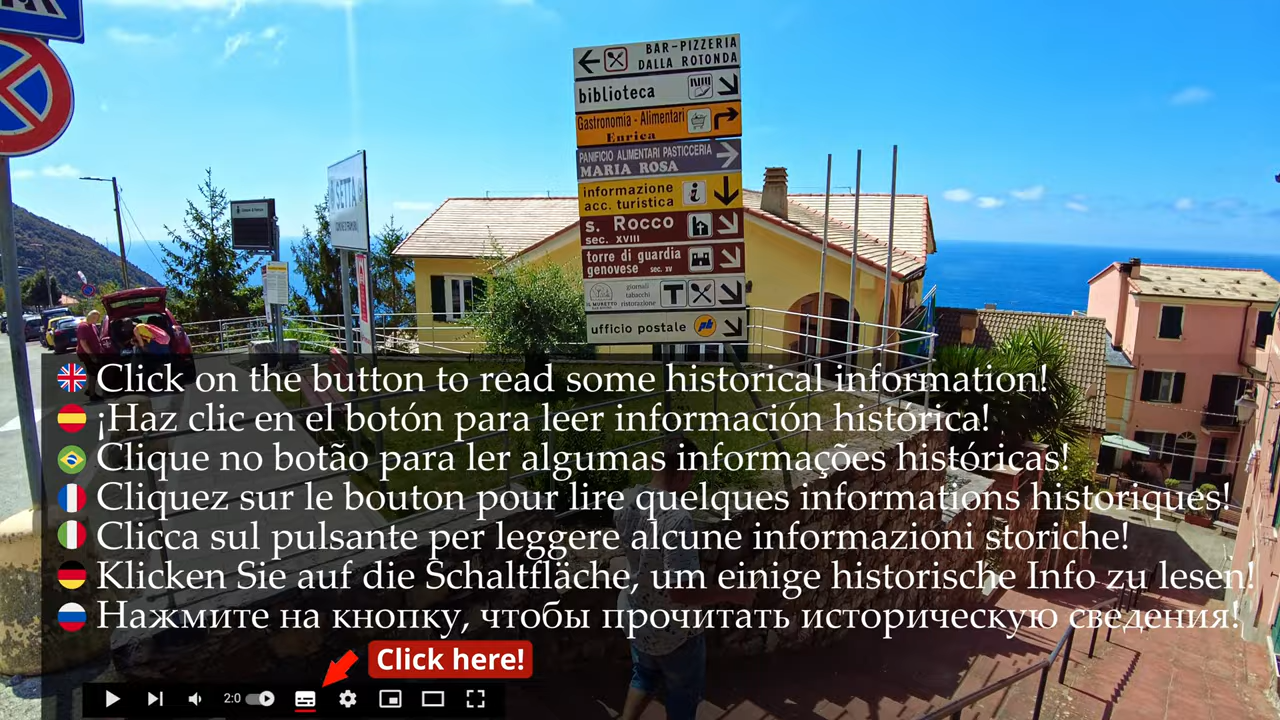 BAR-PIZZERIA
DALLA ROTONDA
biblioteca
Gastronomia - Alimentari
Enrica
PANIFICIO ALIMENTARI PASTICCERIA
MARIA ROSA
informazione
acc. turistica
s. Rocco
sec. XVIII
torre di guardia
genovese sec. XV
IL MURETTO
giornali
tabacchi
ristorazione
T
ufficio postale
SETTA
Click on the button to read some historical information!
¡Haz clic en el botón para leer información histórica!
Clique no botão para ler algumas informações históricas!
Cliquez sur le bouton pour lire quelques informations historiques!
Clicca sul pulsante per leggere alcune informazioni storiche!
Klicken Sie auf die Schaltfläche, um einige historische Info zu lesen!
Нажмите на кнопку, чтобы прочитать историческую сведения!
Click here!
2:0